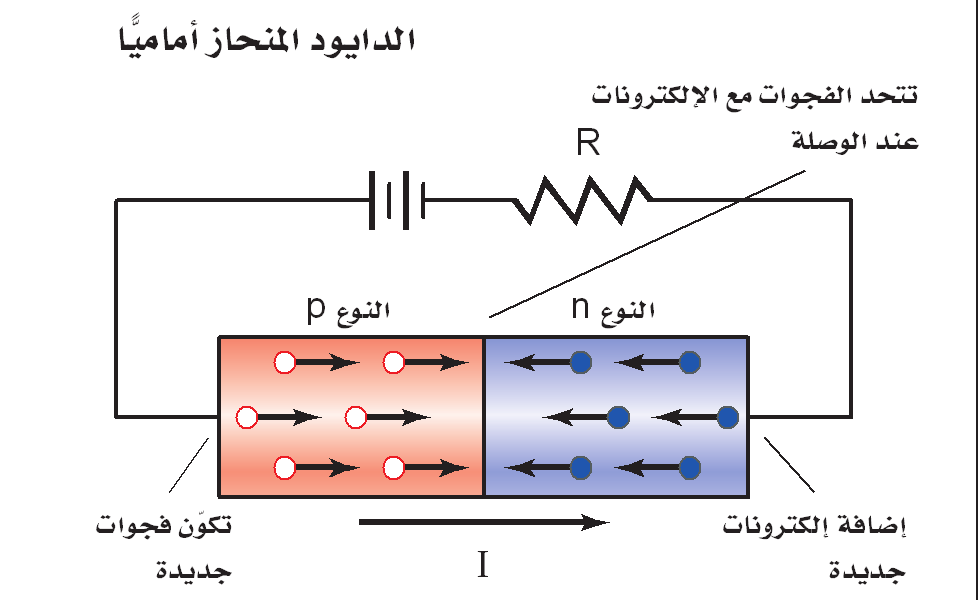 الدايود المنحاز أماميًّا
تتحد الفجوات مع الإلكترونات
عند الوصلة
R
النوع p
النوع n
تكوّن فجوات
جديدة
إضافة إلكترونات
جديدة
I